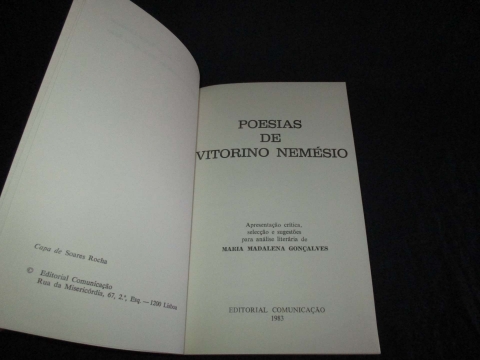 Capa de Soares Rocha
© Editorial Comunicação
Rua da Misericórdia, 67, 2.º, Esq. — 1200 Lisboa
POESIAS
DE
VITORINO NEMÉSIO
Apresentação crítica,
selecção e sugestões
para análise literária de
MARIA MADALENA GONÇALVES
EDITORIAL COMUNICAÇÃO
1983